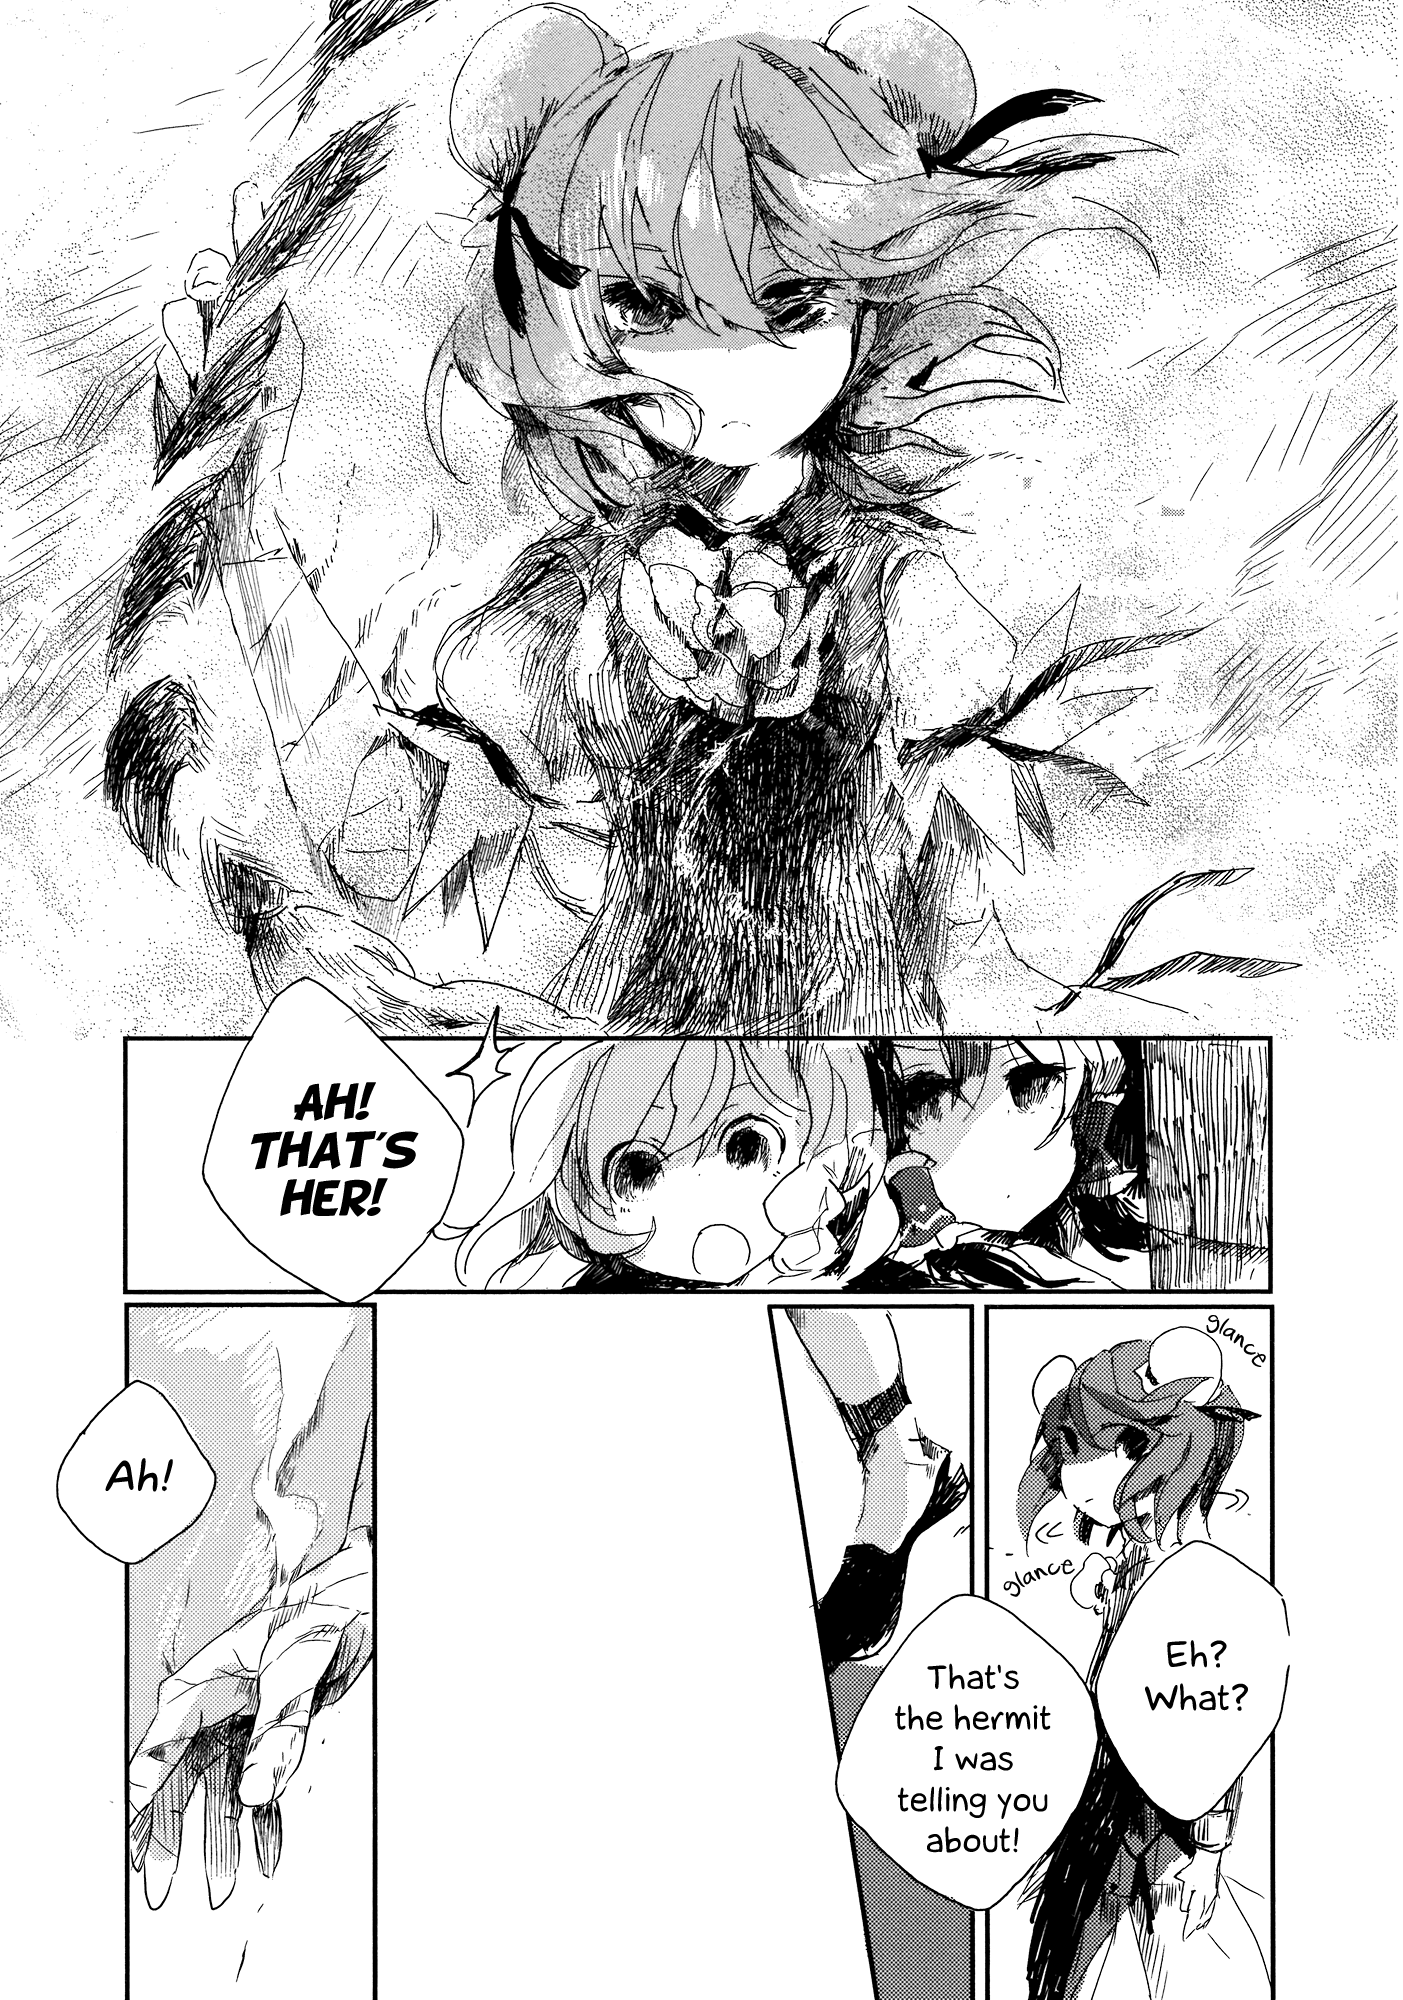 AH!
THAT'S
HER!
glance
glance
Eh?
What?
That's
the hermit
I was
telling you
about!
Ah!